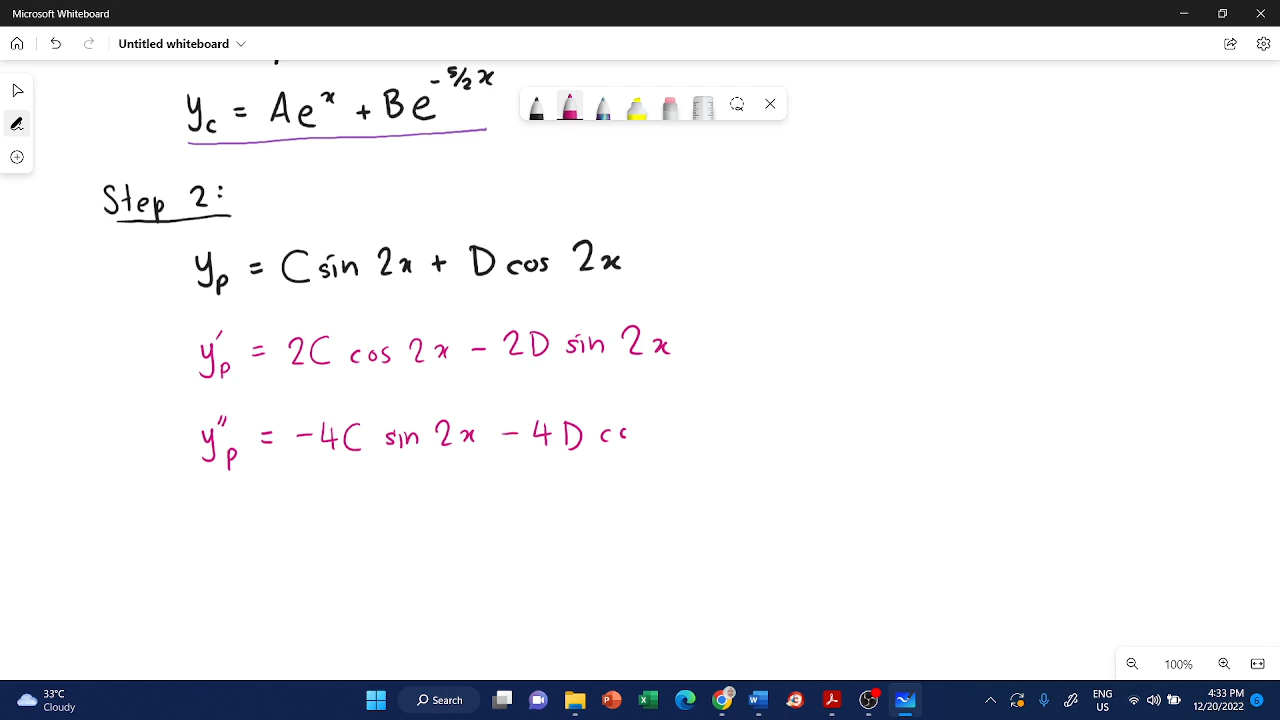 Microsoft Whiteboard
Untitled whiteboard
y_c = Ae^x + Be^{-5/2 x}
Step 2:
y_p = C sin 2x + D cos 2x
y'_p = 2C cos 2x - 2D sin 2x
y''_p = -4C sin 2x - 4D cc
100%
33°C
Cloudy
Search
ENG
US
4:33 PM
12/20/2022
6